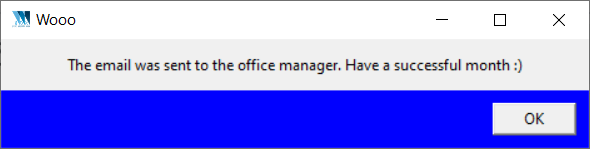 Wooo
The email was sent to the office manager. Have a successful month :)
OK